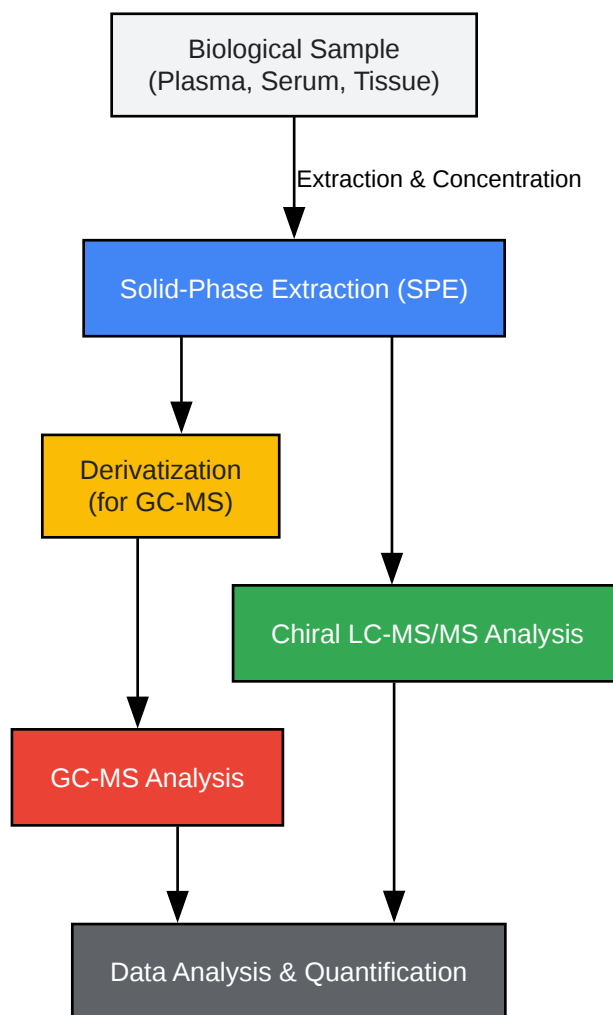 Biological Sample
(Plasma, Serum, Tissue)
Extraction & Concentration
Solid-Phase Extraction (SPE)
Derivatization
(for GC-MS)
Chiral LC-MS/MS Analysis
GC-MS Analysis
Data Analysis & Quantification